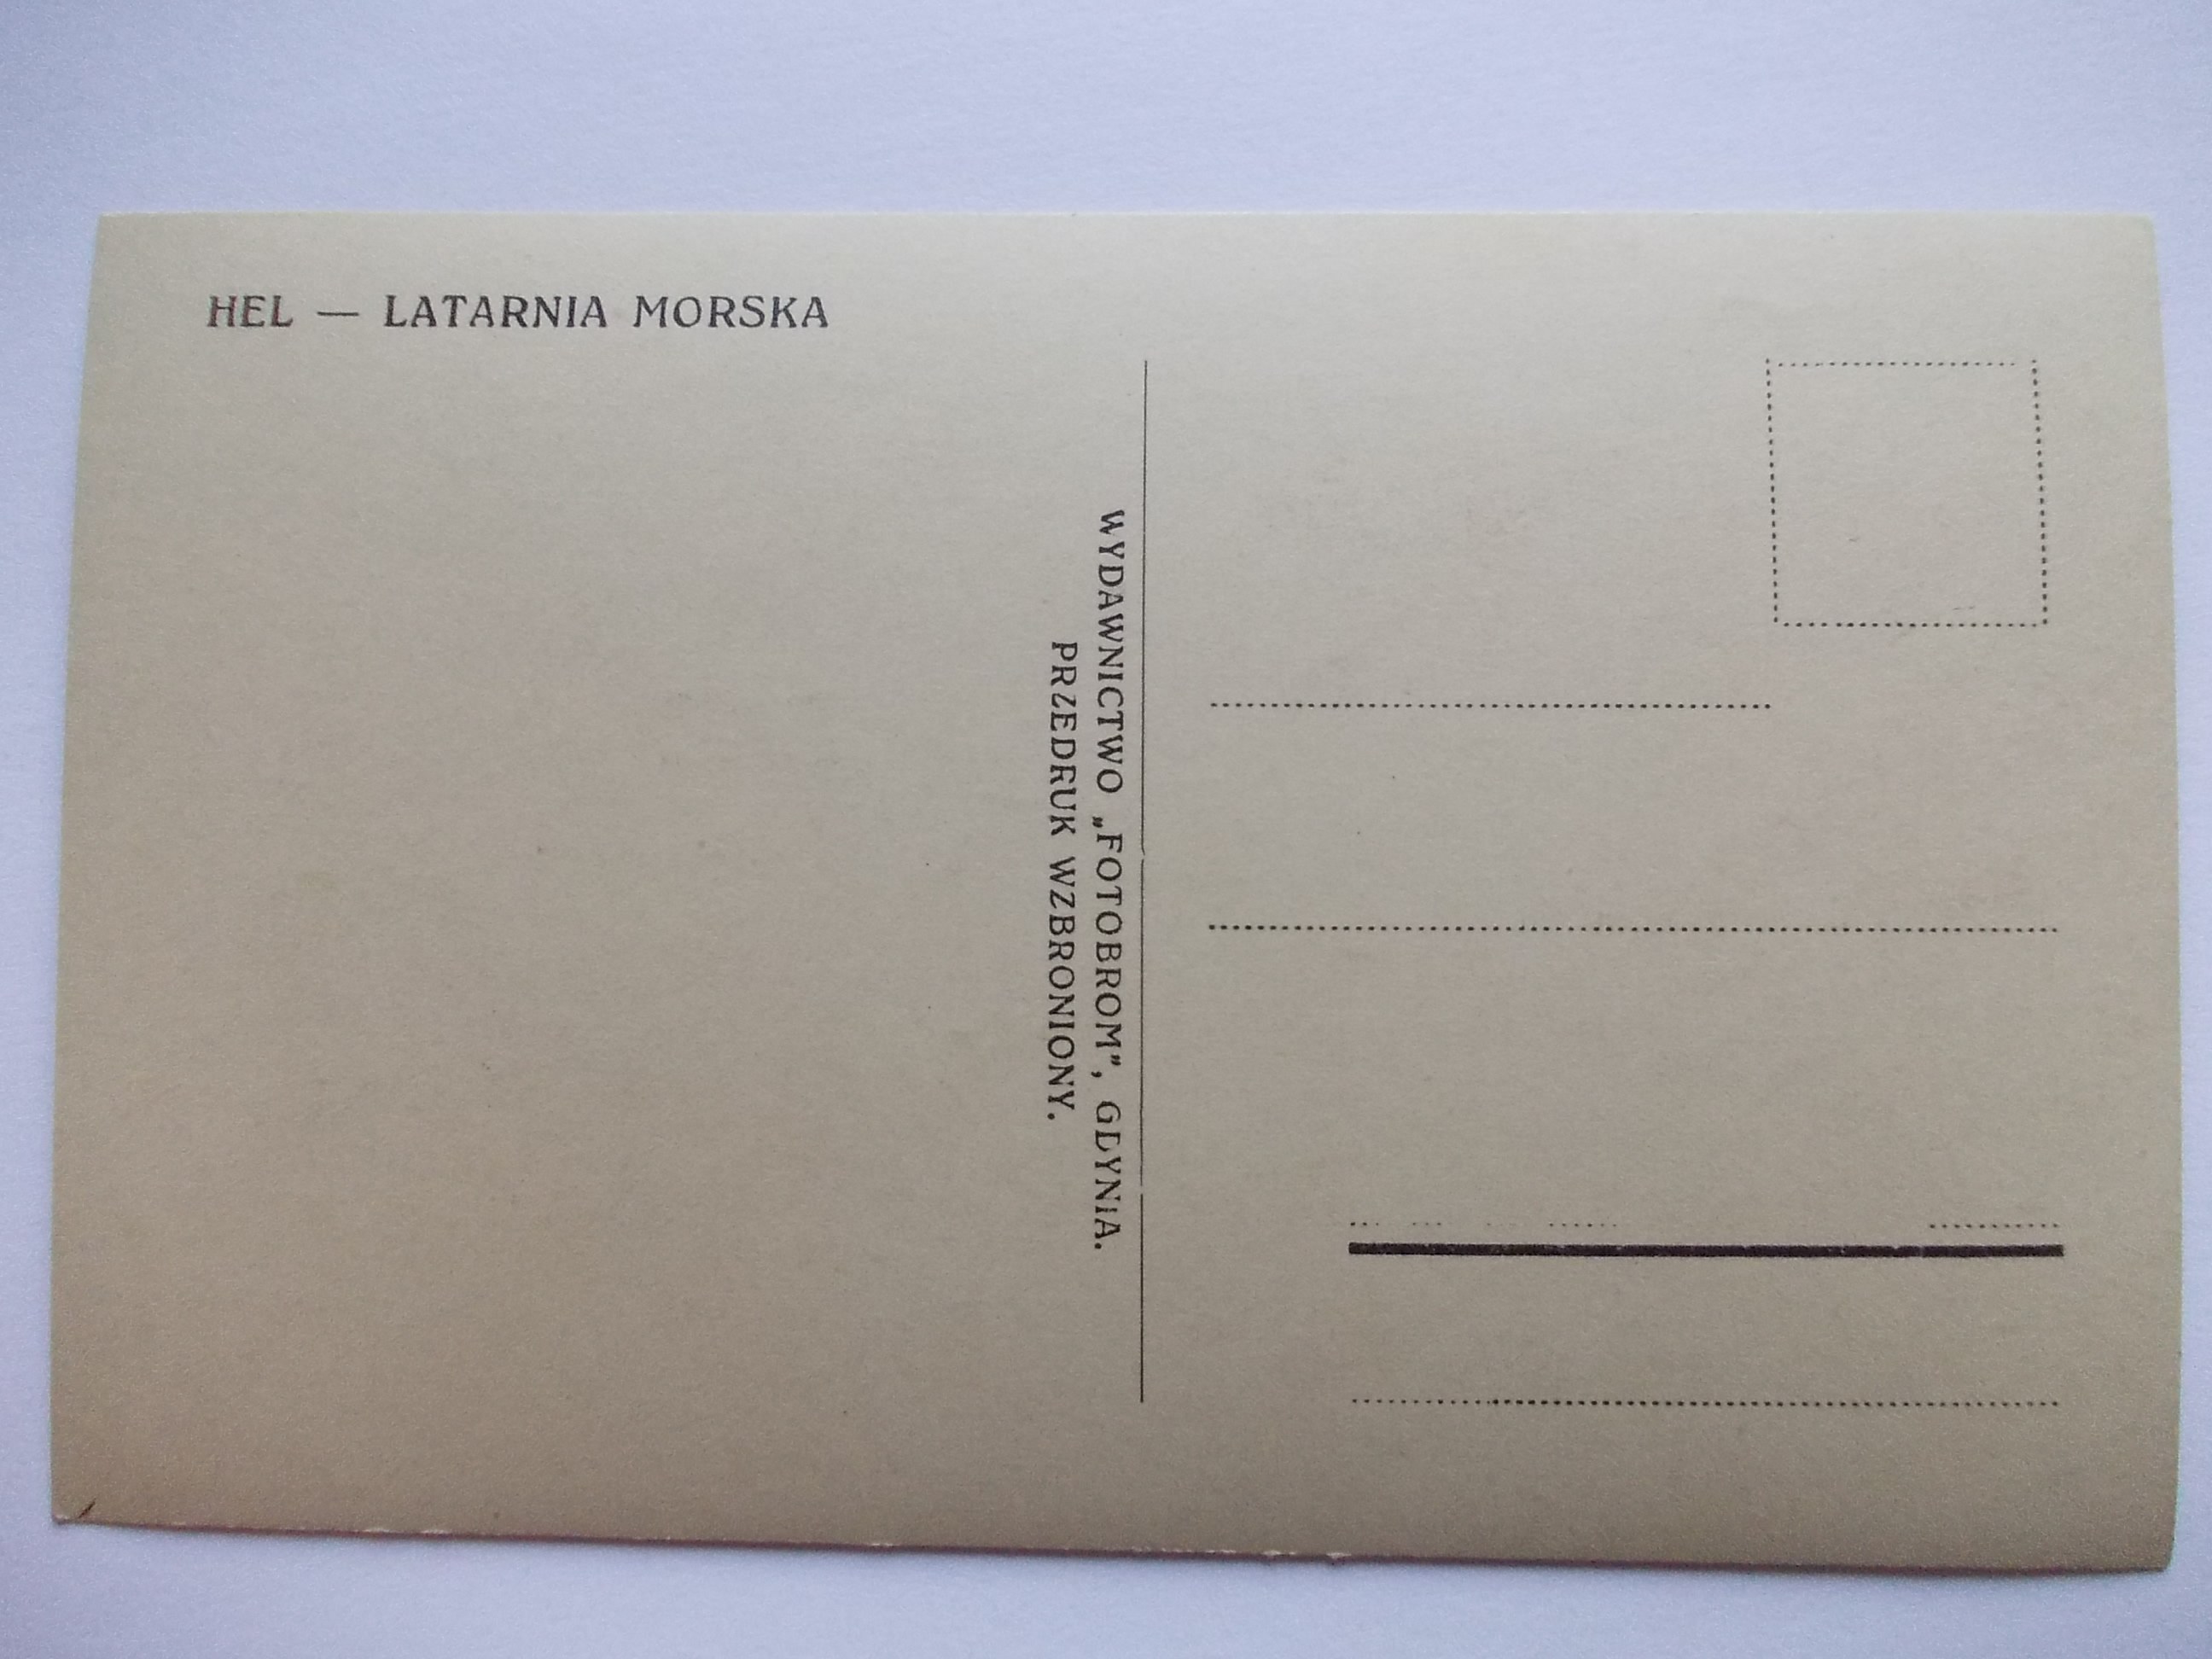 HEL — LATARNIA MORSKA
WYDAWNICTWO „FOTOBROM”, GDYNIA.
PRZEDRUK WZBRONIONY.